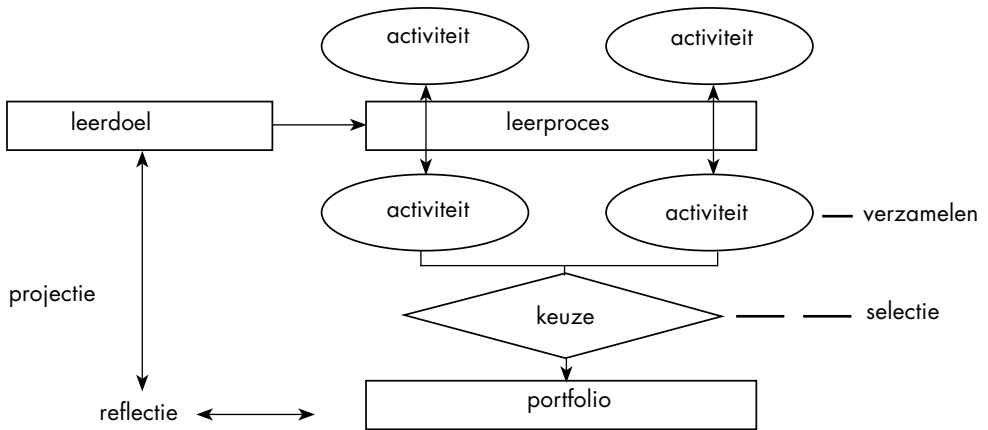 activiteit
activiteit
leerdoel
leerproces
activiteit
activiteit
verzamelen
projectie
keuze
selectie
portfolio
reflectie